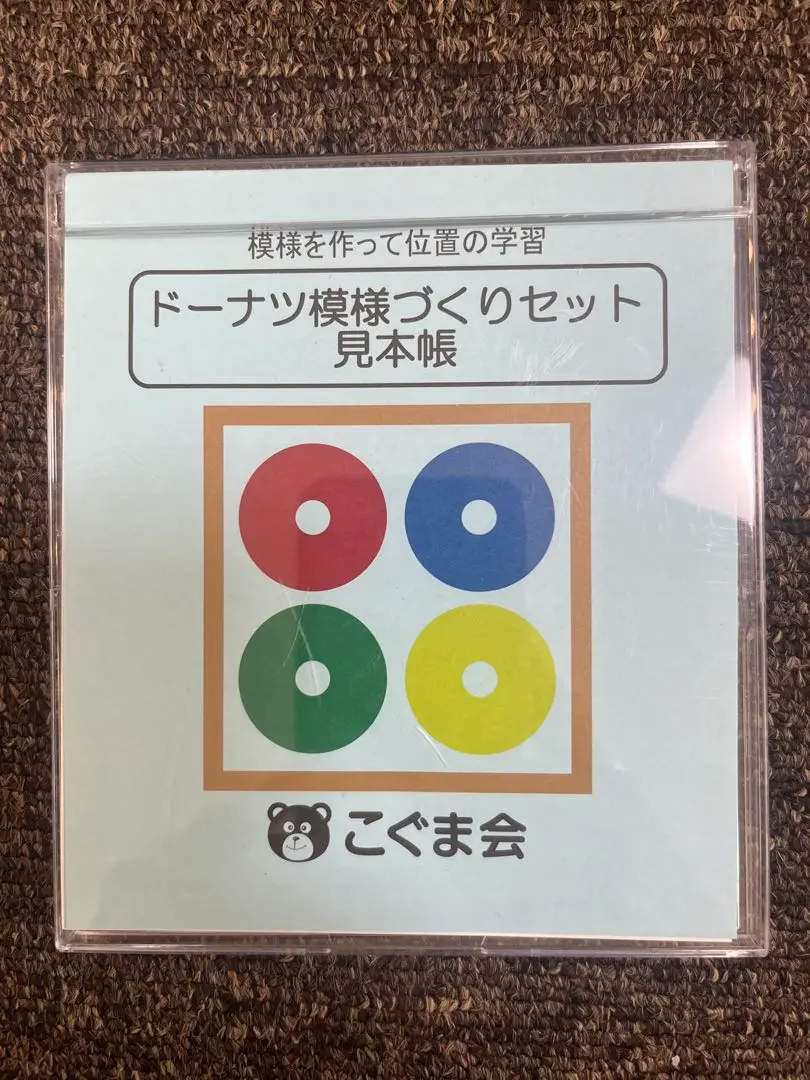 模様を作って位置の学習
ドーナツ模様づくりセット
見本帳
こぐま会